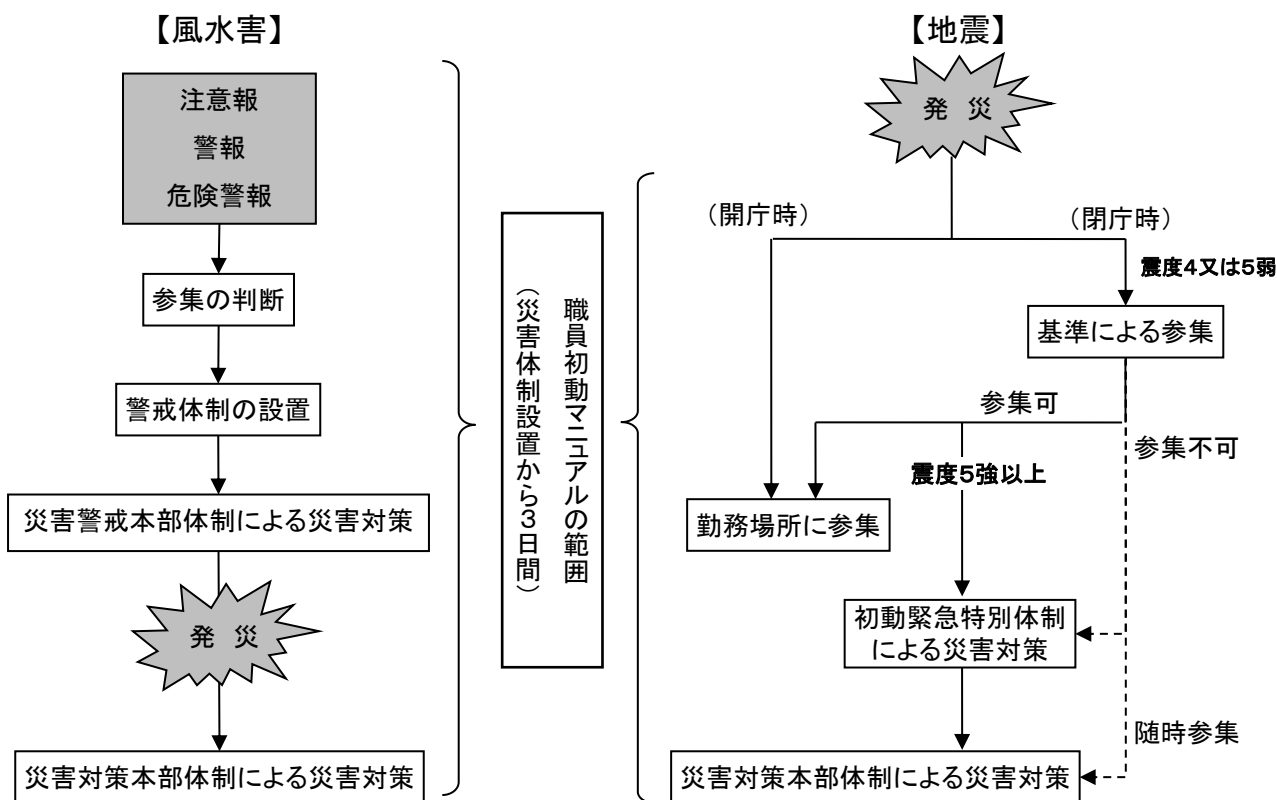 【風水害】
注意報
警報
危険警報
参集の判断
警戒体制の設置
災害警戒本部体制による災害対策
発 災
災害対策本部体制による災害対策
職員初動マニュアルの範囲
（災害体制設置から３日間）
【地震】
発 災
（開庁時）
（閉庁時）
震度４又は５弱
基準による参集
参集可
参集不可
震度５強以上
勤務場所に参集
初動緊急特別体制
による災害対策
随時参集
災害対策本部体制による災害対策